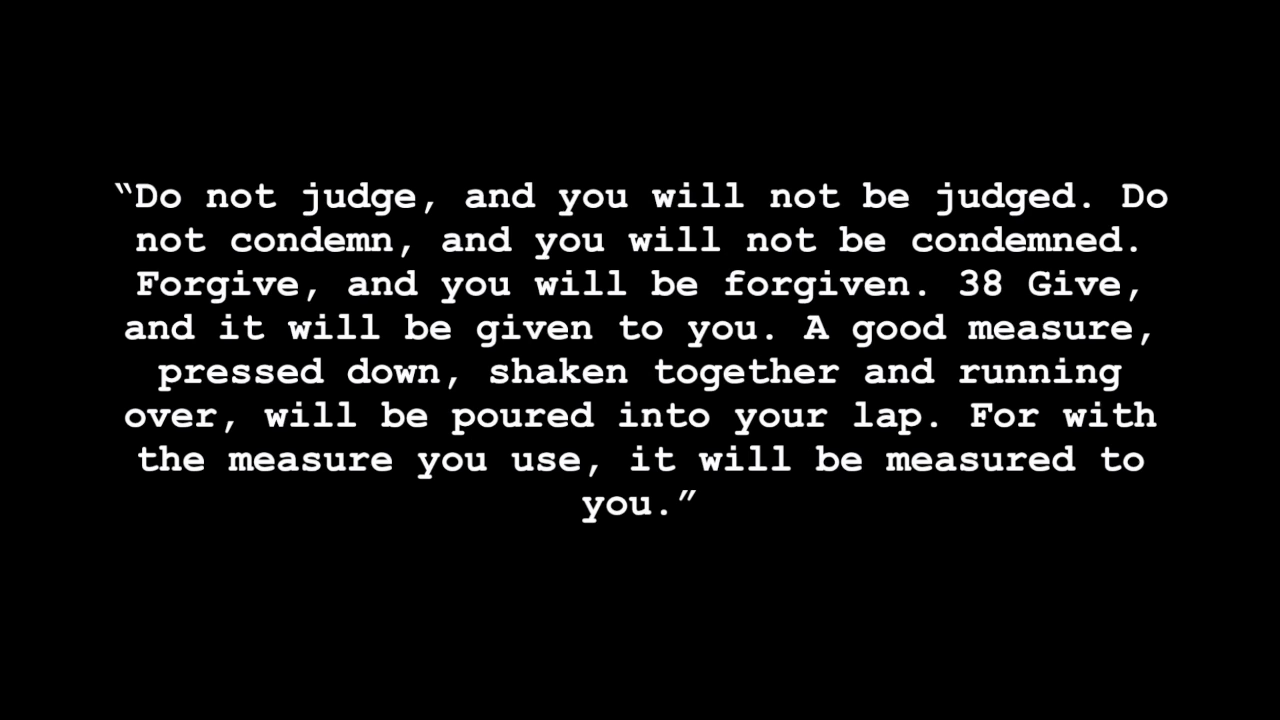 “Do not judge, and you will not be judged. Do
not condemn, and you will not be condemned.
Forgive, and you will be forgiven. 38 Give,
and it will be given to you. A good measure,
pressed down, shaken together and running
over, will be poured into your lap. For with
the measure you use, it will be measured to
you.”